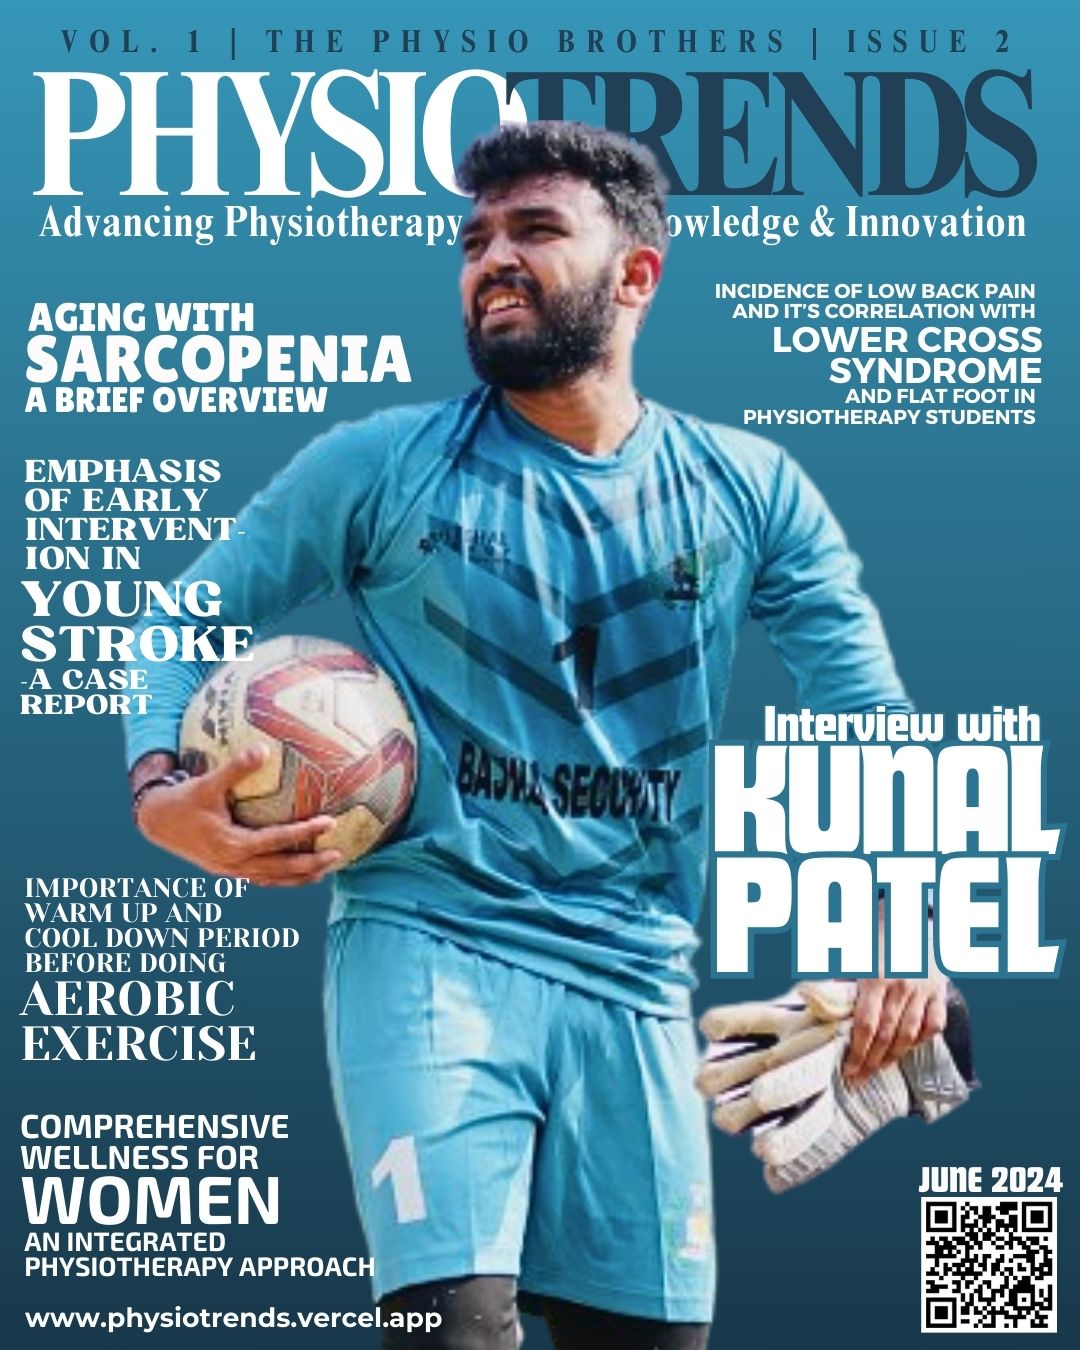 VOL. 1 | THE PHYSIO BROTHERS | ISSUE 2
PHYSIOTRENDS
Advancing Physiotherapy owledge & Innovation
AGING WITH
SARCOPENIA
A BRIEF OVERVIEW
INCIDENCE OF LOW BACK PAIN
AND IT'S CORRELATION WITH
LOWER CROSS
SYNDROME
AND FLAT FOOT IN
PHYSIOTHERAPY STUDENTS
EMPHASIS
OF EARLY
INTERVENT-
ION IN
YOUNG
STROKE
-A CASE
REPORT
1
Interview with
KUNAL
PATEL
IMPORTANCE OF
WARM UP AND
COOL DOWN PERIOD
BEFORE DOING
AEROBIC
EXERCISE
COMPREHENSIVE
WELLNESS FOR
WOMEN
AN INTEGRATED
PHYSIOTHERAPY APPROACH
1
JUNE 2024
www.physiotrends.vercel.app